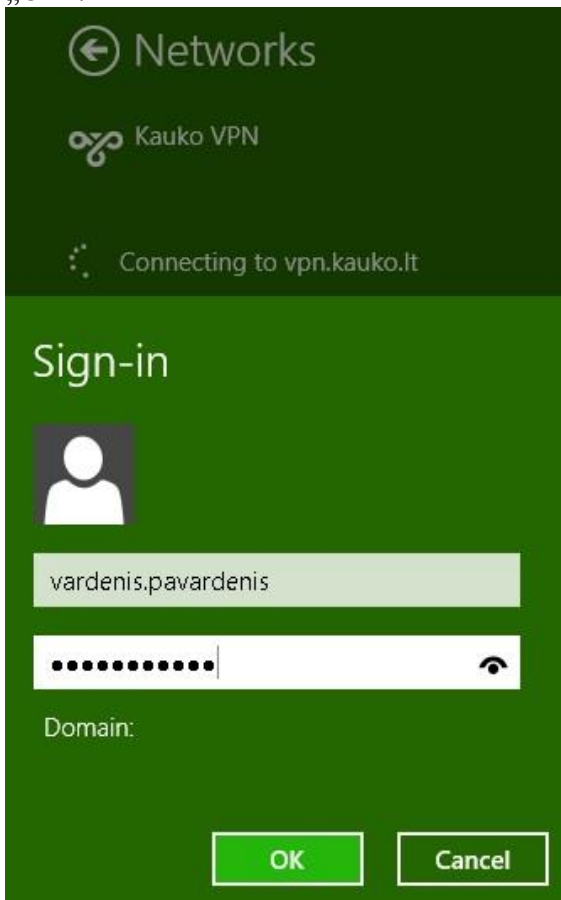 Networks
Kauko VPN
Connecting to vpn.kauko.lt
Sign-in
vardenis.pavardenis
•••••••••••
Domain:
OK Cancel